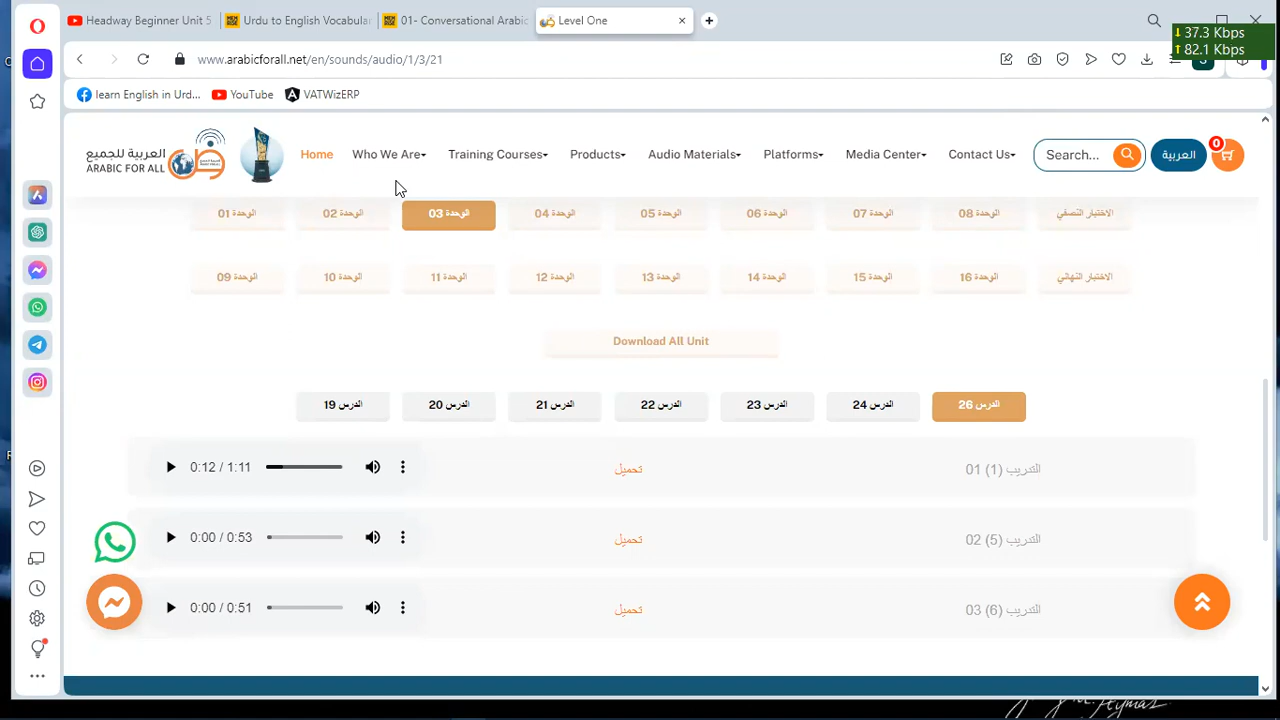 Headway Beginner Unit 5
Urdu to English Vocabular
01- Conversational Arabic
Level One
37.3 Kbps
82.1 Kbps
www.arabicforall.net/en/sounds/audio/1/3/21
learn English in Urd...
YouTube
VATWizERP
العربية للجميع
ARABIC FOR ALL
Home
Who We Are
Training Courses
Products
Audio Materials
Platforms
Media Center
Contact Us
Search...
العربية
0
الوحدة 01
الوحدة 02
الوحدة 03
الوحدة 04
الوحدة 05
الوحدة 06
الوحدة 07
الوحدة 08
الاختبار النصفي
الوحدة 09
الوحدة 10
الوحدة 11
الوحدة 12
الوحدة 13
الوحدة 14
الوحدة 15
الوحدة 16
الاختبار النهائي
Download All Unit
الدرس 19
الدرس 20
الدرس 21
الدرس 22
الدرس 23
الدرس 24
الدرس 26
0:12 / 1:11
تحميل
01 التدريب (1)
0:00 / 0:53
تحميل
02 التدريب (5)
0:00 / 0:51
تحميل
03 التدريب (6)